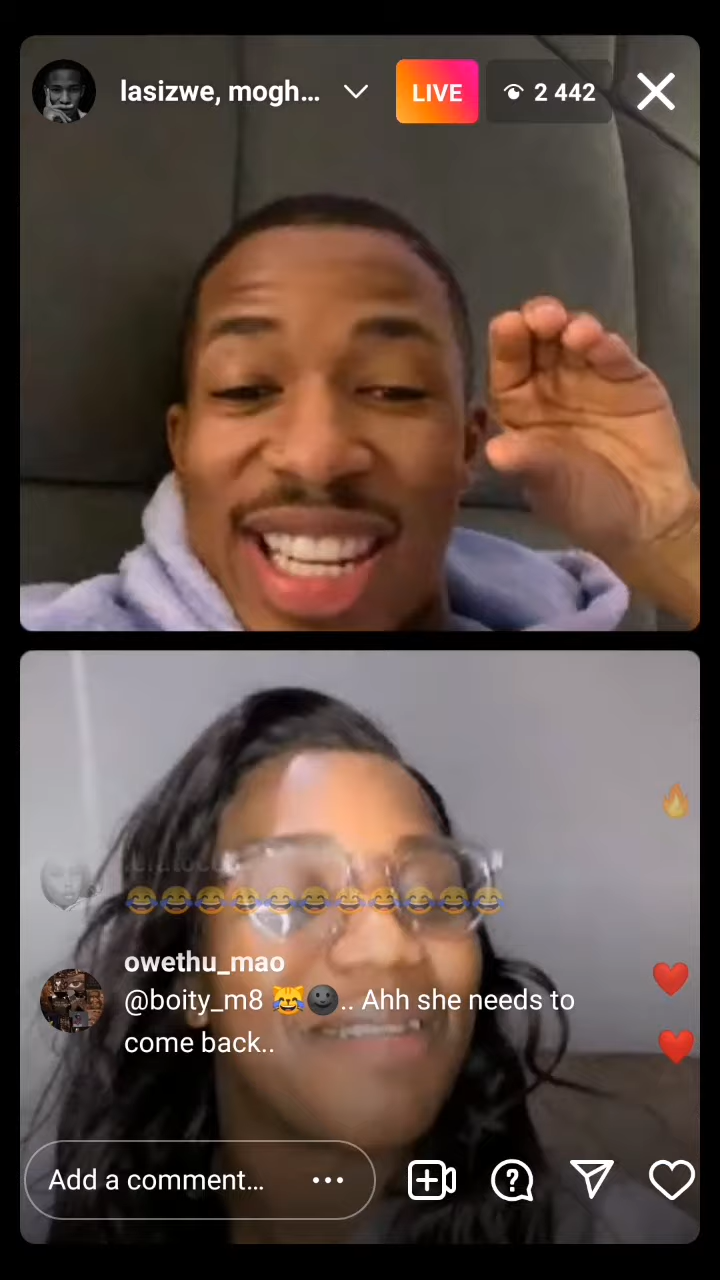 lasizwe, mogh...
LIVE
2 442
owethu_mao
@boity_m8 😹🌚.. Ahh she needs to
come back..
Add a comment...